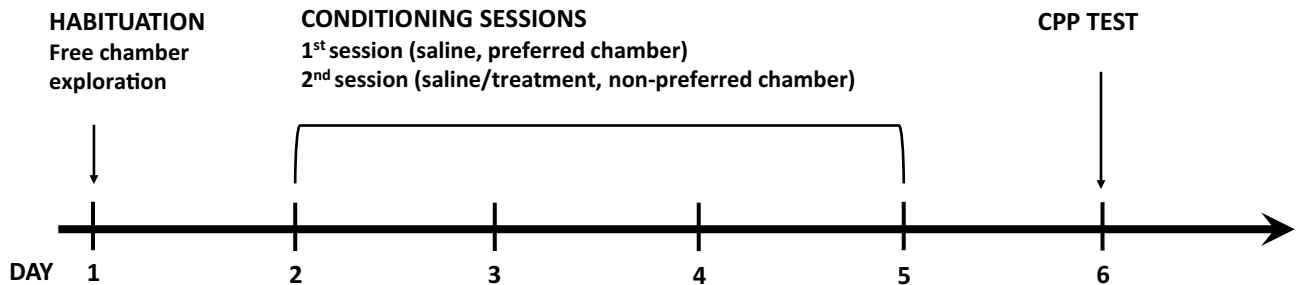 HABITUATION
Free chamber
exploration
CONDITIONING SESSIONS
1st session (saline, preferred chamber)
2nd session (saline/treatment, non-preferred chamber)
CPP TEST
DAY 1 2 3 4 5 6